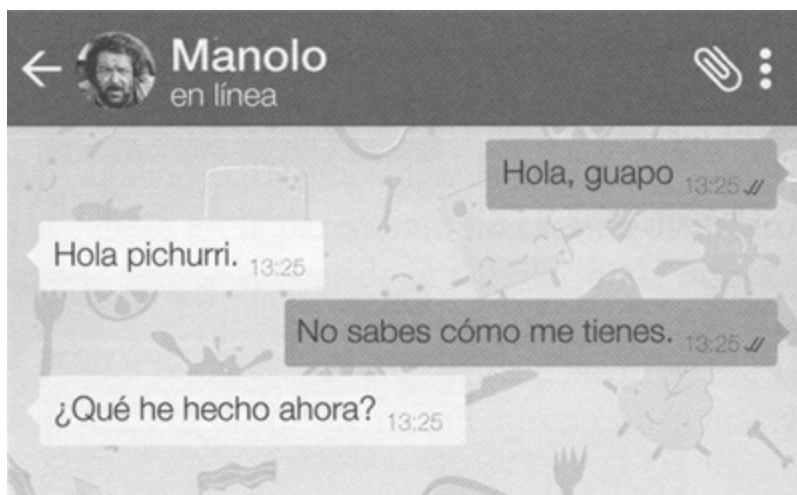 Manolo
en línea
Hola, guapo 13:25
Hola pichurri. 13:25
No sabes cómo me tienes. 13:25
¿Qué he hecho ahora? 13:25